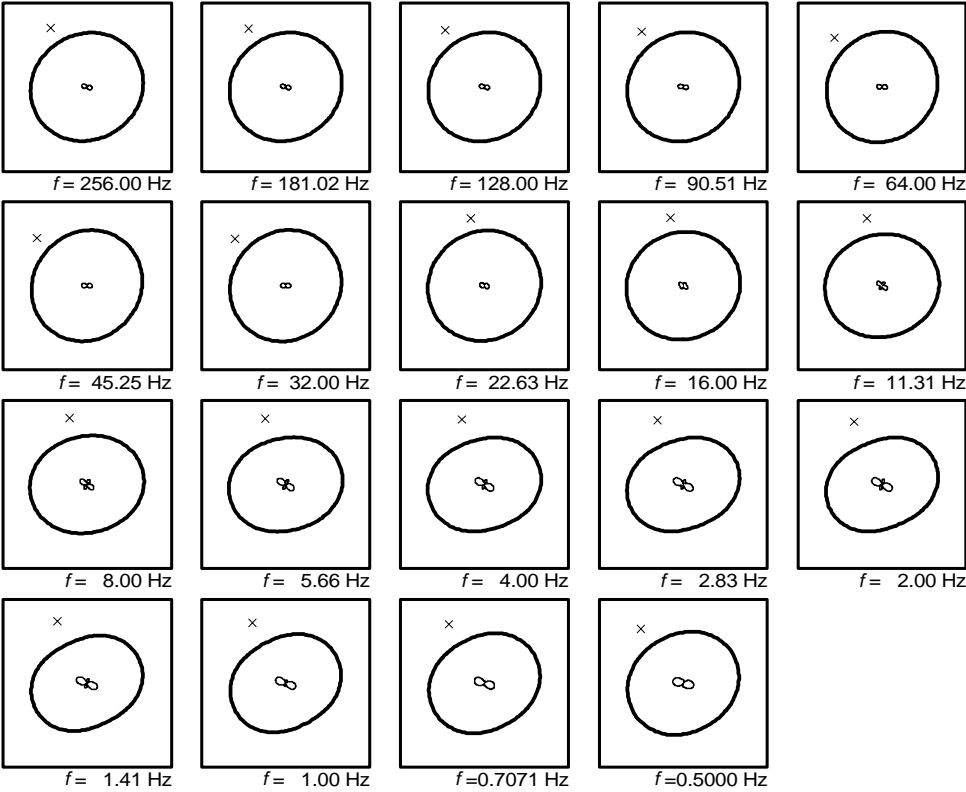 f = 256.00 Hz
f = 181.02 Hz
f = 128.00 Hz
f = 90.51 Hz
f = 64.00 Hz
f = 45.25 Hz
f = 32.00 Hz
f = 22.63 Hz
f = 16.00 Hz
f = 11.31 Hz
f = 8.00 Hz
f = 5.66 Hz
f = 4.00 Hz
f = 2.83 Hz
f = 2.00 Hz
f = 1.41 Hz
f = 1.00 Hz
f =0.7071 Hz
f =0.5000 Hz